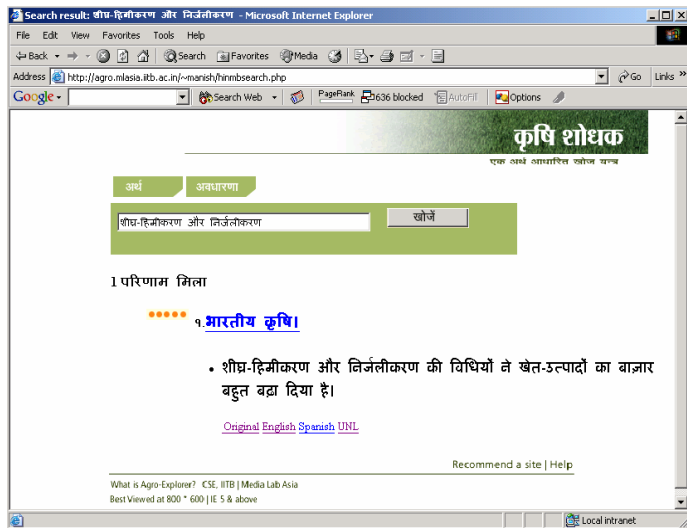 Search result: शीघ्र-हिमीकरण और निर्जलीकरण - Microsoft Internet Explorer
File Edit View Favorites Tools Help
Back Search Favorites Media
Address http://agro.mlasia.iitb.ac.in/~manish/hinmbsearch.php Go Links »
Google Search Web PageRank 636 blocked AutoFill Options
कृषि शोधक
एक अर्थ आधारित खोज यन्त्र
अर्थ अवधारणा
शीघ्र-हिमीकरण और निर्जलीकरण खोजें
1 परिणाम मिला
१. भारतीय कृषि।
• शीघ्र-हिमीकरण और निर्जलीकरण की विधियों ने खेत-उत्पादों का बाज़ार
बहुत बढ़ा दिया है।
Original English Spanish UNL
Recommend a site | Help
What is Agro-Explorer? CSE, IITB | Media Lab Asia
Best Viewed at 800 * 600 | IE 5 & above
Local intranet